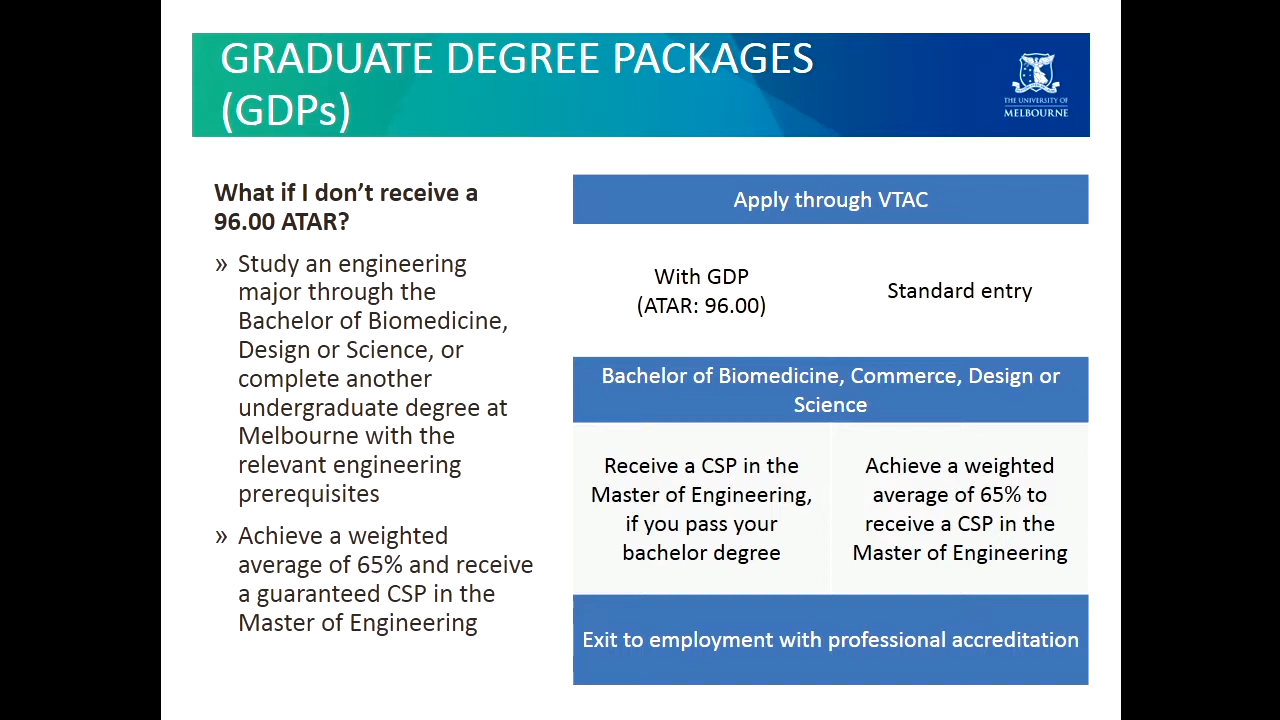 GRADUATE DEGREE PACKAGES
(GDPs)
THE UNIVERSITY OF
MELBOURNE
What if I don’t receive a
96.00 ATAR?
» Study an engineering
major through the
Bachelor of Biomedicine,
Design or Science, or
complete another
undergraduate degree at
Melbourne with the
relevant engineering
prerequisites
» Achieve a weighted
average of 65% and receive
a guaranteed CSP in the
Master of Engineering
Apply through VTAC
With GDP
(ATAR: 96.00)
Standard entry
Bachelor of Biomedicine, Commerce, Design or
Science
Receive a CSP in the
Master of Engineering,
if you pass your
bachelor degree
Achieve a weighted
average of 65% to
receive a CSP in the
Master of Engineering
Exit to employment with professional accreditation